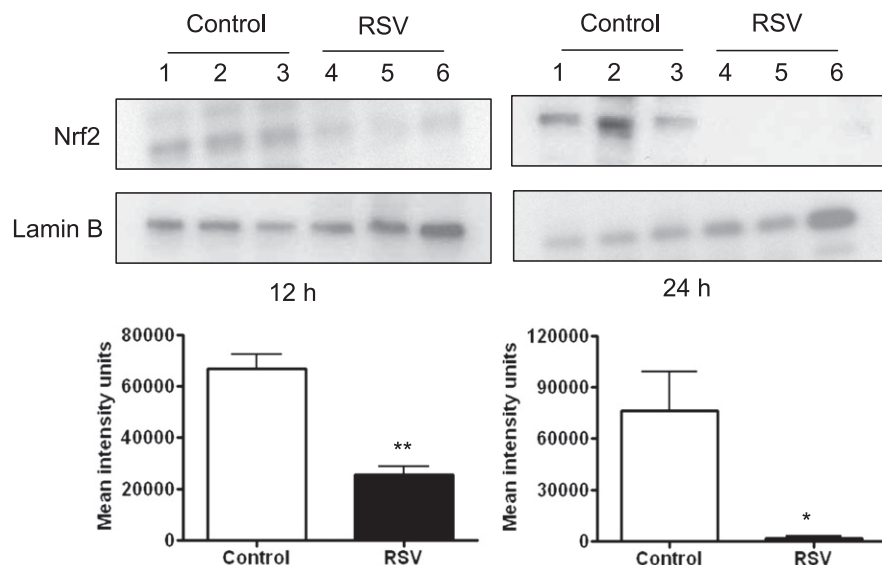 Control RSV Control RSV
1 2 3 4 5 6 1 2 3 4 5 6
Nrf2
Lamin B
12 h 24 h
Mean intensity units
80000
60000
40000
20000
0
**
Control RSV
Mean intensity units
120000
90000
60000
30000
0
*
Control RSV